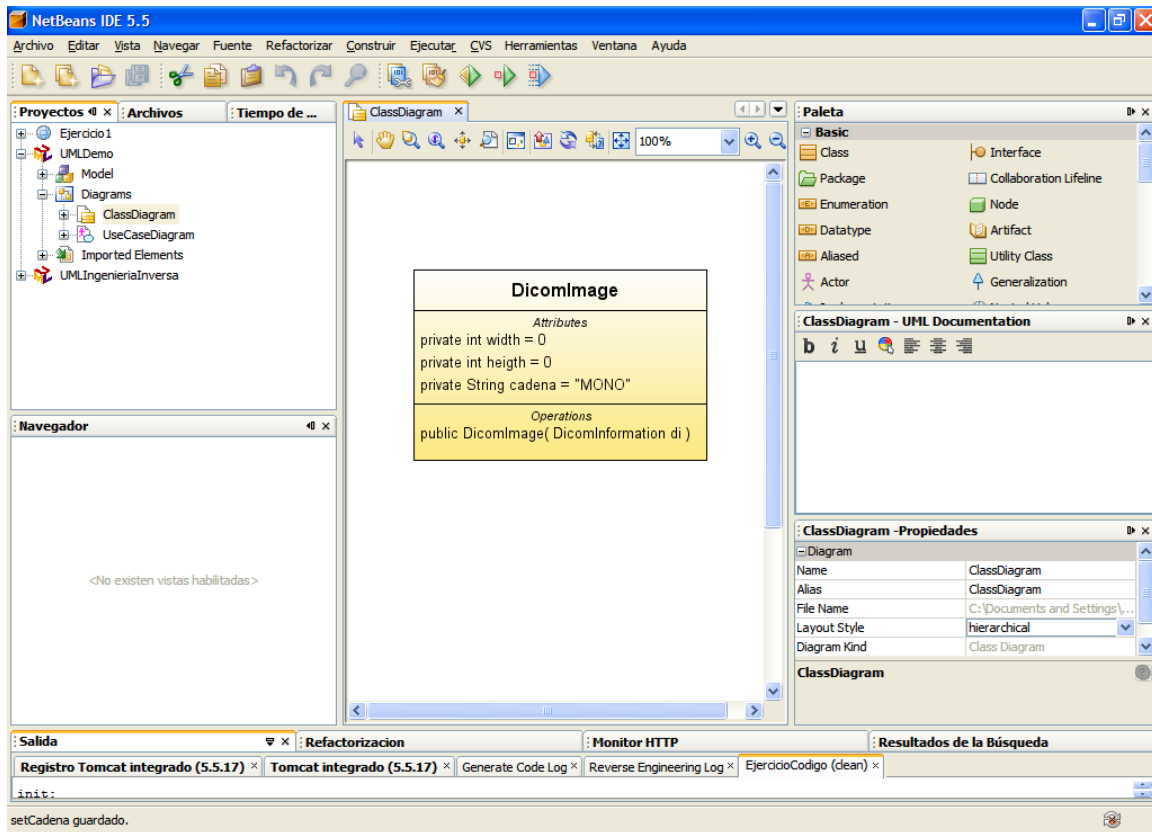 NetBeans IDE 5.5
Archivo Editar Vista Navegar Fuente Refactorizar Construir Ejecutar CVS Herramientas Ventana Ayuda
Proyectos Archivos Tiempo de ...
Ejercicio1
UMLDemo
Model
Diagrams
ClassDiagram
UseCaseDiagram
Imported Elements
UMLIngenieriaInversa
Navegador
<No existen vistas habilitadas>
ClassDiagram
100%
DicomImage
Attributes
private int width = 0
private int heigth = 0
private String cadena = "MONO"
Operations
public DicomImage( DicomInformation di )
Paleta
Basic
Class Interface
Package Collaboration Lifeline
Enumeration Node
Datatype Artifact
Aliased Utility Class
Actor Generalization
ClassDiagram - UML Documentation
b i u
ClassDiagram -Propiedades
Diagram
Name ClassDiagram
Alias ClassDiagram
File Name C:\Documents and Settings\...
Layout Style hierarchical
Diagram Kind Class Diagram
ClassDiagram
Salida Refactorizacion Monitor HTTP Resultados de la Búsqueda
Registro Tomcat integrado (5.5.17) Tomcat integrado (5.5.17) Generate Code Log Reverse Engineering Log EjercicioCodigo (clean)
init:
setCadena guardado.